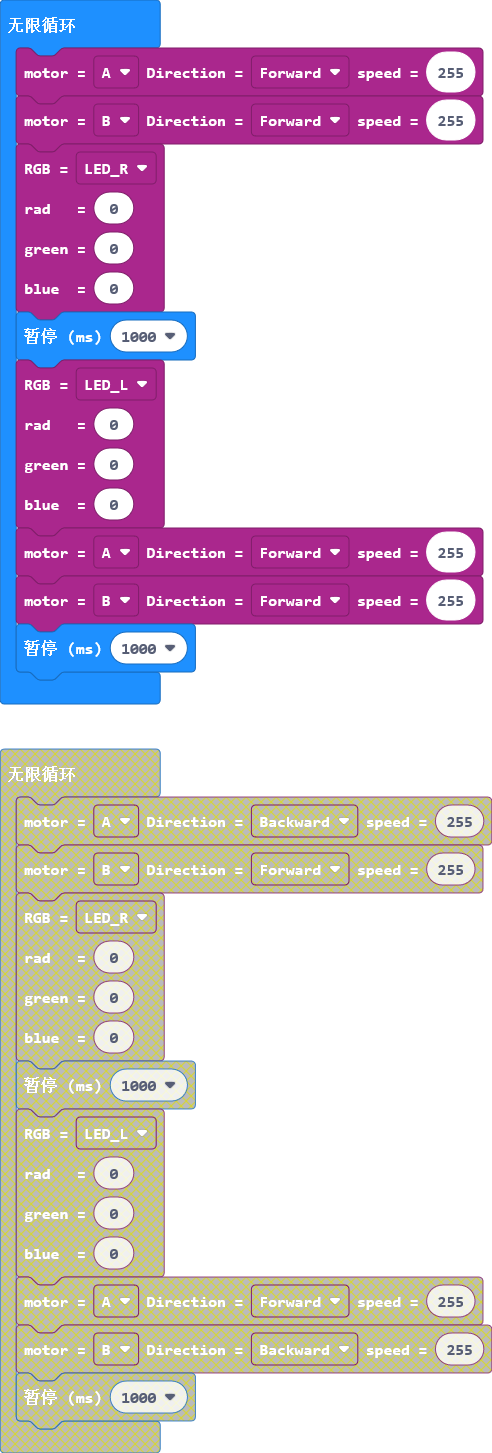 无限循环
motor = A Direction = Forward speed = 255
motor = B Direction = Forward speed = 255
RGB = LED_R
rad = 0
green = 0
blue = 0
暂停 (ms) 1000
RGB = LED_L
rad = 0
green = 0
blue = 0
motor = A Direction = Forward speed = 255
motor = B Direction = Forward speed = 255
暂停 (ms) 1000
无限循环
motor = A Direction = Backward speed = 255
motor = B Direction = Forward speed = 255
RGB = LED_R
rad = 0
green = 0
blue = 0
暂停 (ms) 1000
RGB = LED_L
rad = 0
green = 0
blue = 0
motor = A Direction = Forward speed = 255
motor = B Direction = Backward speed = 255
暂停 (ms) 1000